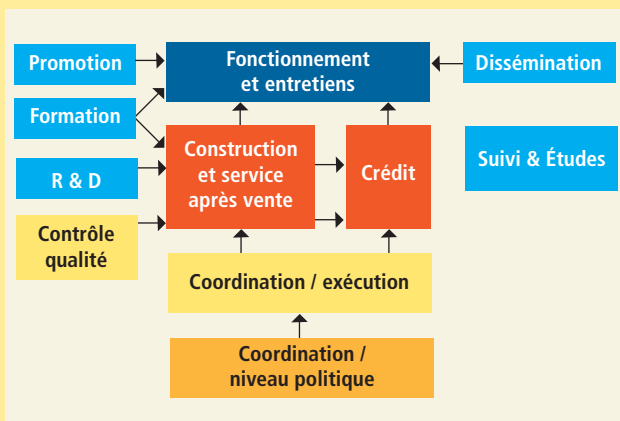 Promotion
Fonctionnement
et entretiens
Dissémination
Formation
Construction
et service
après vente
Crédit
Suivi & Études
R & D
Contrôle
qualité
Coordination / exécution
Coordination /
niveau politique